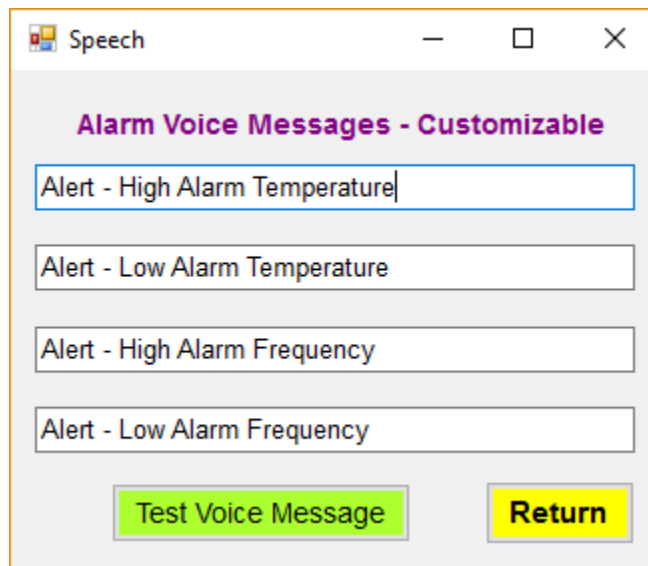 Speech
Alarm Voice Messages - Customizable
Alert - High Alarm Temperature
Alert - Low Alarm Temperature
Alert - High Alarm Frequency
Alert - Low Alarm Frequency
Test Voice Message Return